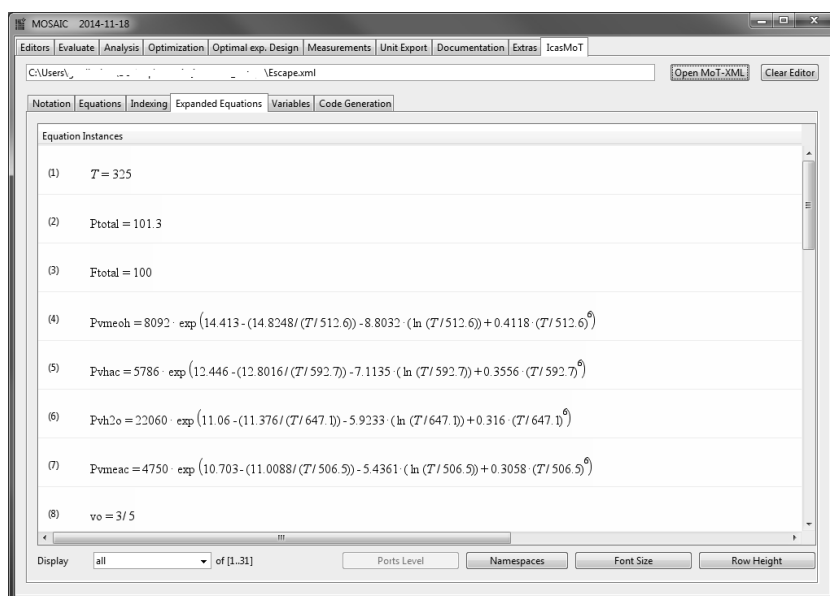 MOSAIC 2014-11-18
Editors Evaluate Analysis Optimization Optimal exp. Design Measurements Unit Export Documentation Extras IcasMoT
C:\Users\ \Escape.xml Open MoT-XML Clear Editor
Notation Equations Indexing Expanded Equations Variables Code Generation
Equation Instances
(1) T = 325
(2) Ptotal = 101.3
(3) Ftotal = 100
(4) Pvmeoh = 8092 · exp (14.413 - (14.8248/ (T/ 512.6)) - 8.8032 · ( ln (T/ 512.6)) + 0.4118 · (T/ 512.6)^6)
(5) Pvhac = 5786 · exp (12.446 - (12.8016/ (T/ 592.7)) - 7.1135 · ( ln (T/ 592.7)) + 0.3556 · (T/ 592.7)^6)
(6) Pvh2o = 22060 · exp (11.06 - (11.376/ (T/ 647.1)) - 5.9233 · ( ln (T/ 647.1)) + 0.316 · (T/ 647.1)^6)
(7) Pvmeac = 4750 · exp (10.703 - (11.0088/ (T/ 506.5)) - 5.4361 · ( ln (T/ 506.5)) + 0.3058 · (T/ 506.5)^6)
(8) vo = 3/ 5
Display all of [1..31] Ports Level Namespaces Font Size Row Height